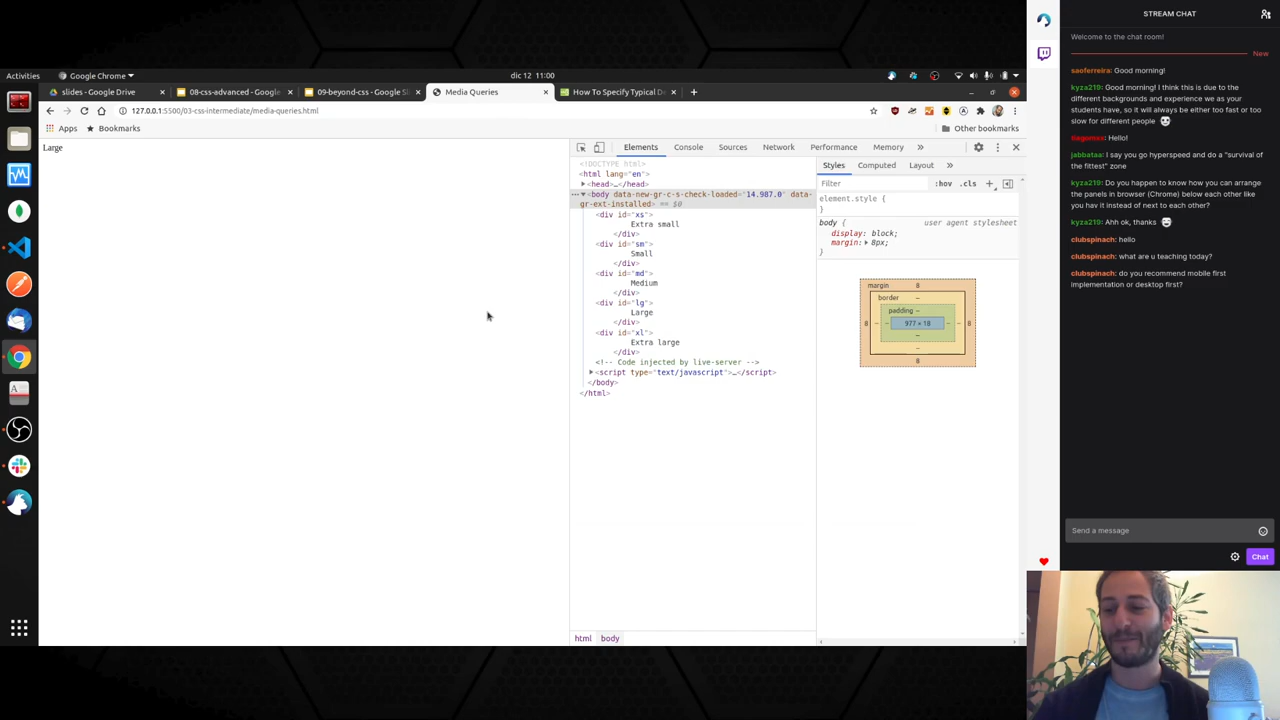 STREAM CHAT
Welcome to the chat room!
New
saoferreira: Good morning!
kyza219: Good morning! I think this is due to the
different backgrounds and experience we as your
students have, so it will always be either too fast or too
slow for different people
Hello!
jabbataa: I say you go hyperspeed and do a "survival of
the fittest" zone
kyza219: Do you happen to know how you can arrange
the panels in browser (Chrome) below each other like
you hav it instead of next to each other?
kyza219: Ahh ok, thanks
clubspinach: hello
clubspinach: what are u teaching today?
clubspinach: do you recommend mobile first
implementation or desktop first?
Send a message
Chat
Activities
Google Chrome
dic 12 11:00
slides - Google Drive
08-css-advanced - Google
09-beyond-css - Google Sl
Media Queries
How To Specify Typical D
127.0.0.1:5500/03-css-intermediate/media-queries.html
Apps
Bookmarks
Other bookmarks
Large
Elements
Console
Sources
Network
Performance
Memory
<!DOCTYPE html>
<html lang="en">
<head>…</head>
<body data-new-gr-c-s-check-loaded="14.987.0" data-
gr-ext-installed> == $0
<div id="xs">
Extra small
</div>
<div id="sm">
Small
</div>
<div id="md">
Medium
</div>
<div id="lg">
Large
</div>
<div id="xl">
Extra large
</div>
<!-- Code injected by live-server -->
<script type="text/javascript">…</script>
</body>
</html>
html body
Styles
Computed
Layout
Filter
:hov .cls
element.style {
}
body {
user agent stylesheet
display: block;
margin: 8px;
}
margin 8
border –
padding –
8 – – 977 × 18 – – 8
–
–
8